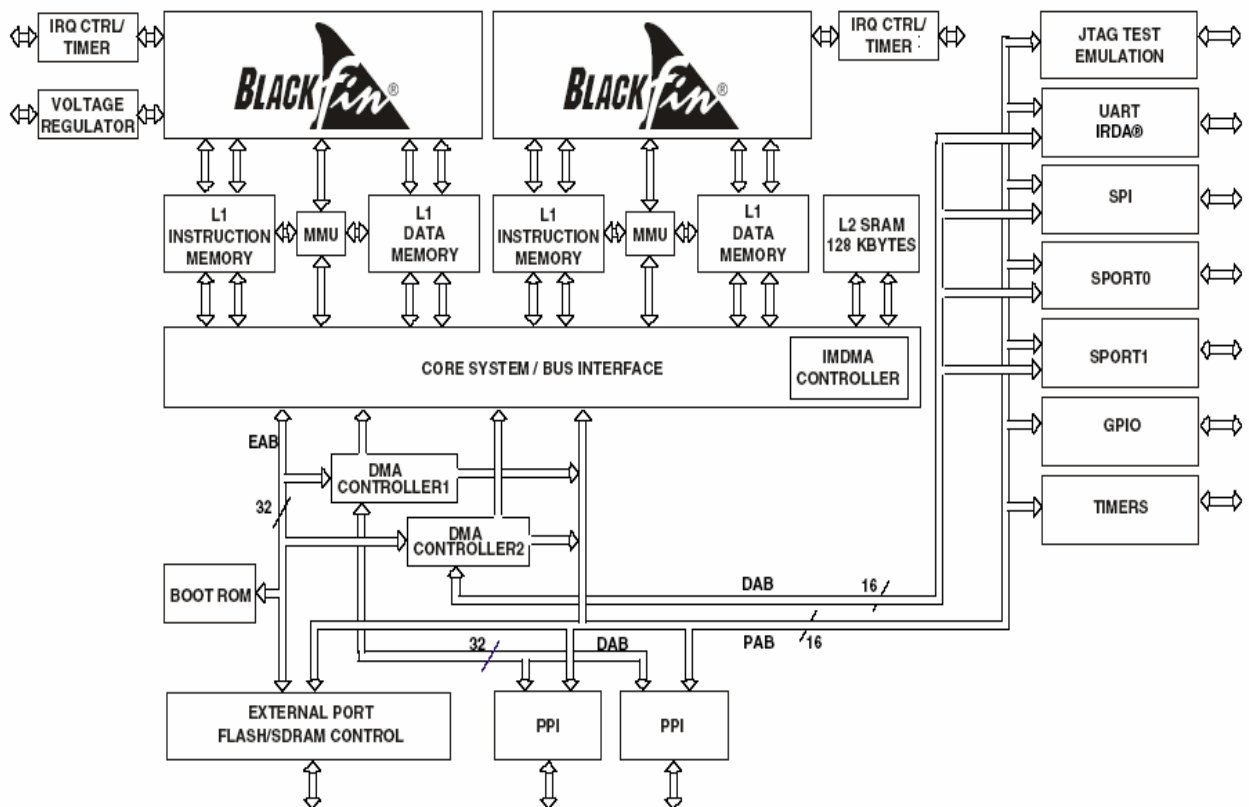 IRQ CTRL/
TIMER
VOLTAGE
REGULATOR
BLACKfin®
BLACKfin®
IRQ CTRL/
TIMER
JTAG TEST
EMULATION
UART
IRDA®
SPI
SPORT0
SPORT1
GPIO
TIMERS
L1
INSTRUCTION
MEMORY
MMU
L1
DATA
MEMORY
L1
INSTRUCTION
MEMORY
MMU
L1
DATA
MEMORY
L2 SRAM
128 KBYTES
CORE SYSTEM / BUS INTERFACE
IMDMA
CONTROLLER
EAB
32
DMA
CONTROLLER1
DMA
CONTROLLER2
BOOT ROM
DAB
16
32
DAB
PAB
16
EXTERNAL PORT
FLASH/SDRAM CONTROL
PPI
PPI